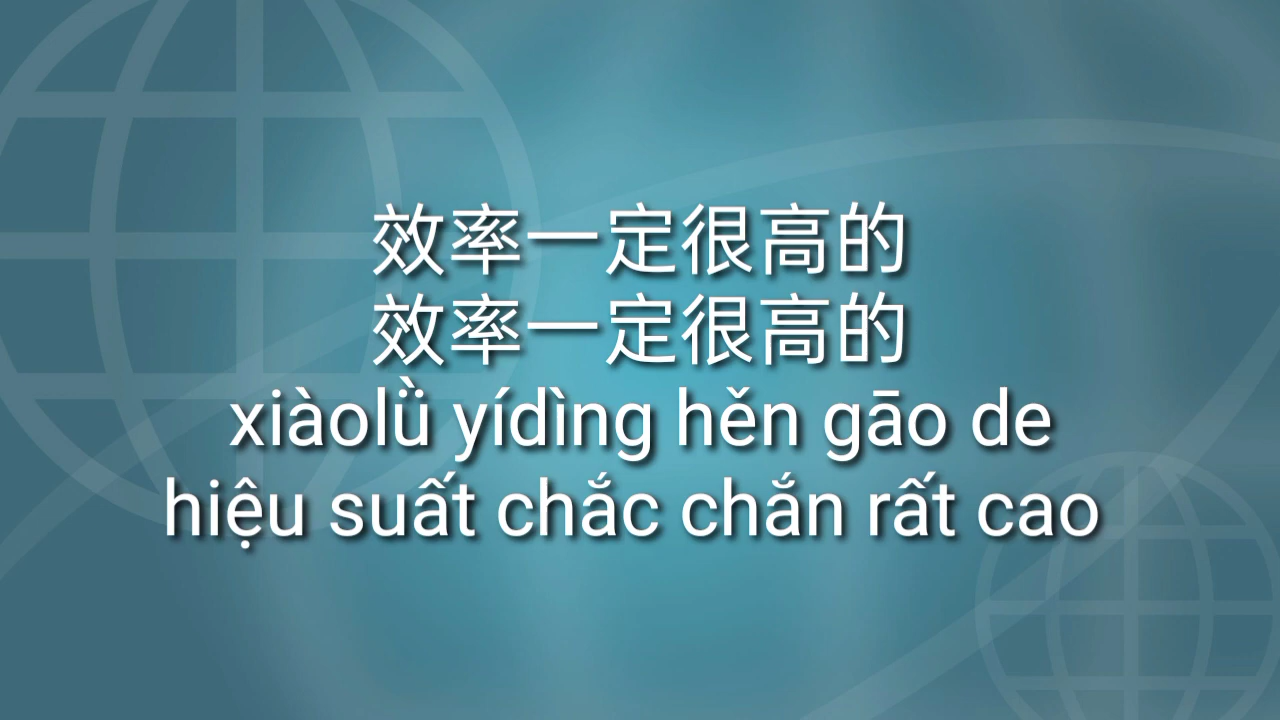 效率一定很高的
效率一定很高的
xiàolǜ yídìng hěn gāo de
hiệu suất chắc chắn rất cao